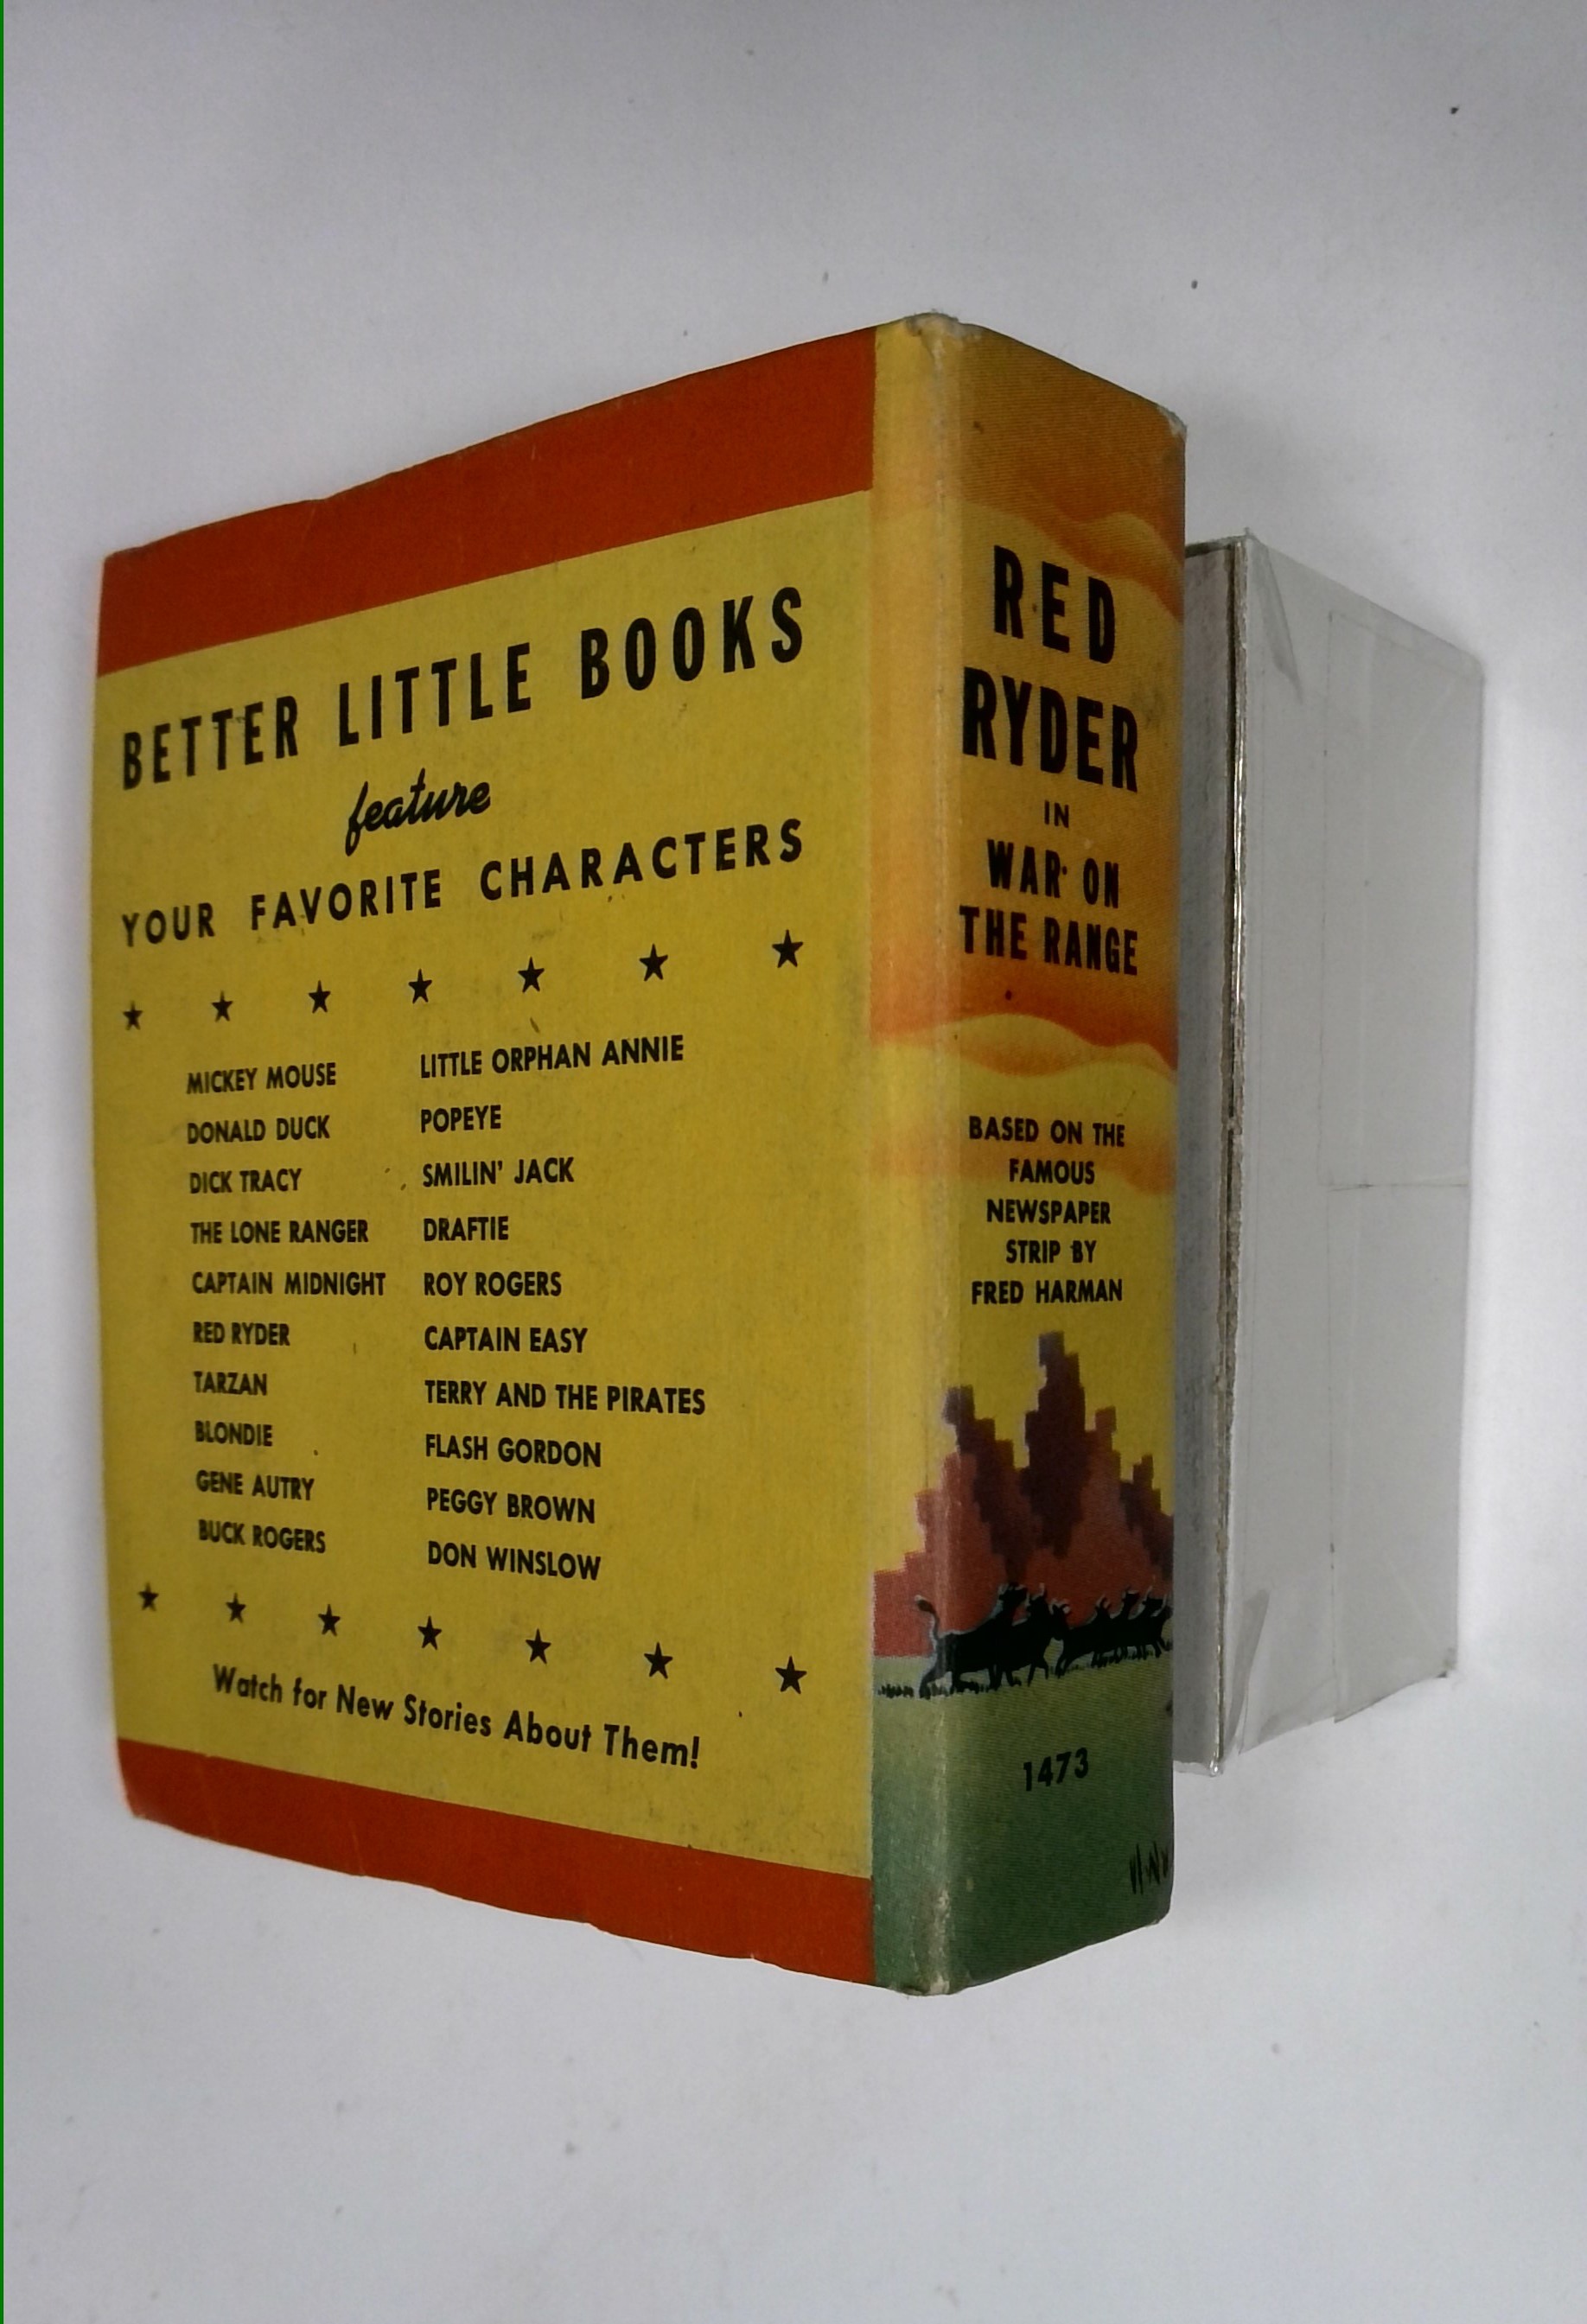 BETTER LITTLE BOOKS
feature
YOUR FAVORITE CHARACTERS
MICKEY MOUSE
DONALD DUCK
DICK TRACY
THE LONE RANGER
CAPTAIN MIDNIGHT
RED RYDER
TARZAN
BLONDIE
GENE AUTRY
BUCK ROGERS
LITTLE ORPHAN ANNIE
POPEYE
SMILIN' JACK
DRAFTIE
ROY ROGERS
CAPTAIN EASY
TERRY AND THE PIRATES
FLASH GORDON
PEGGY BROWN
DON WINSLOW
Watch for New Stories About Them!
RED
RYDER
IN
WAR ON
THE RANGE
BASED ON THE
FAMOUS
NEWSPAPER
STRIP BY
FRED HARMAN
1473